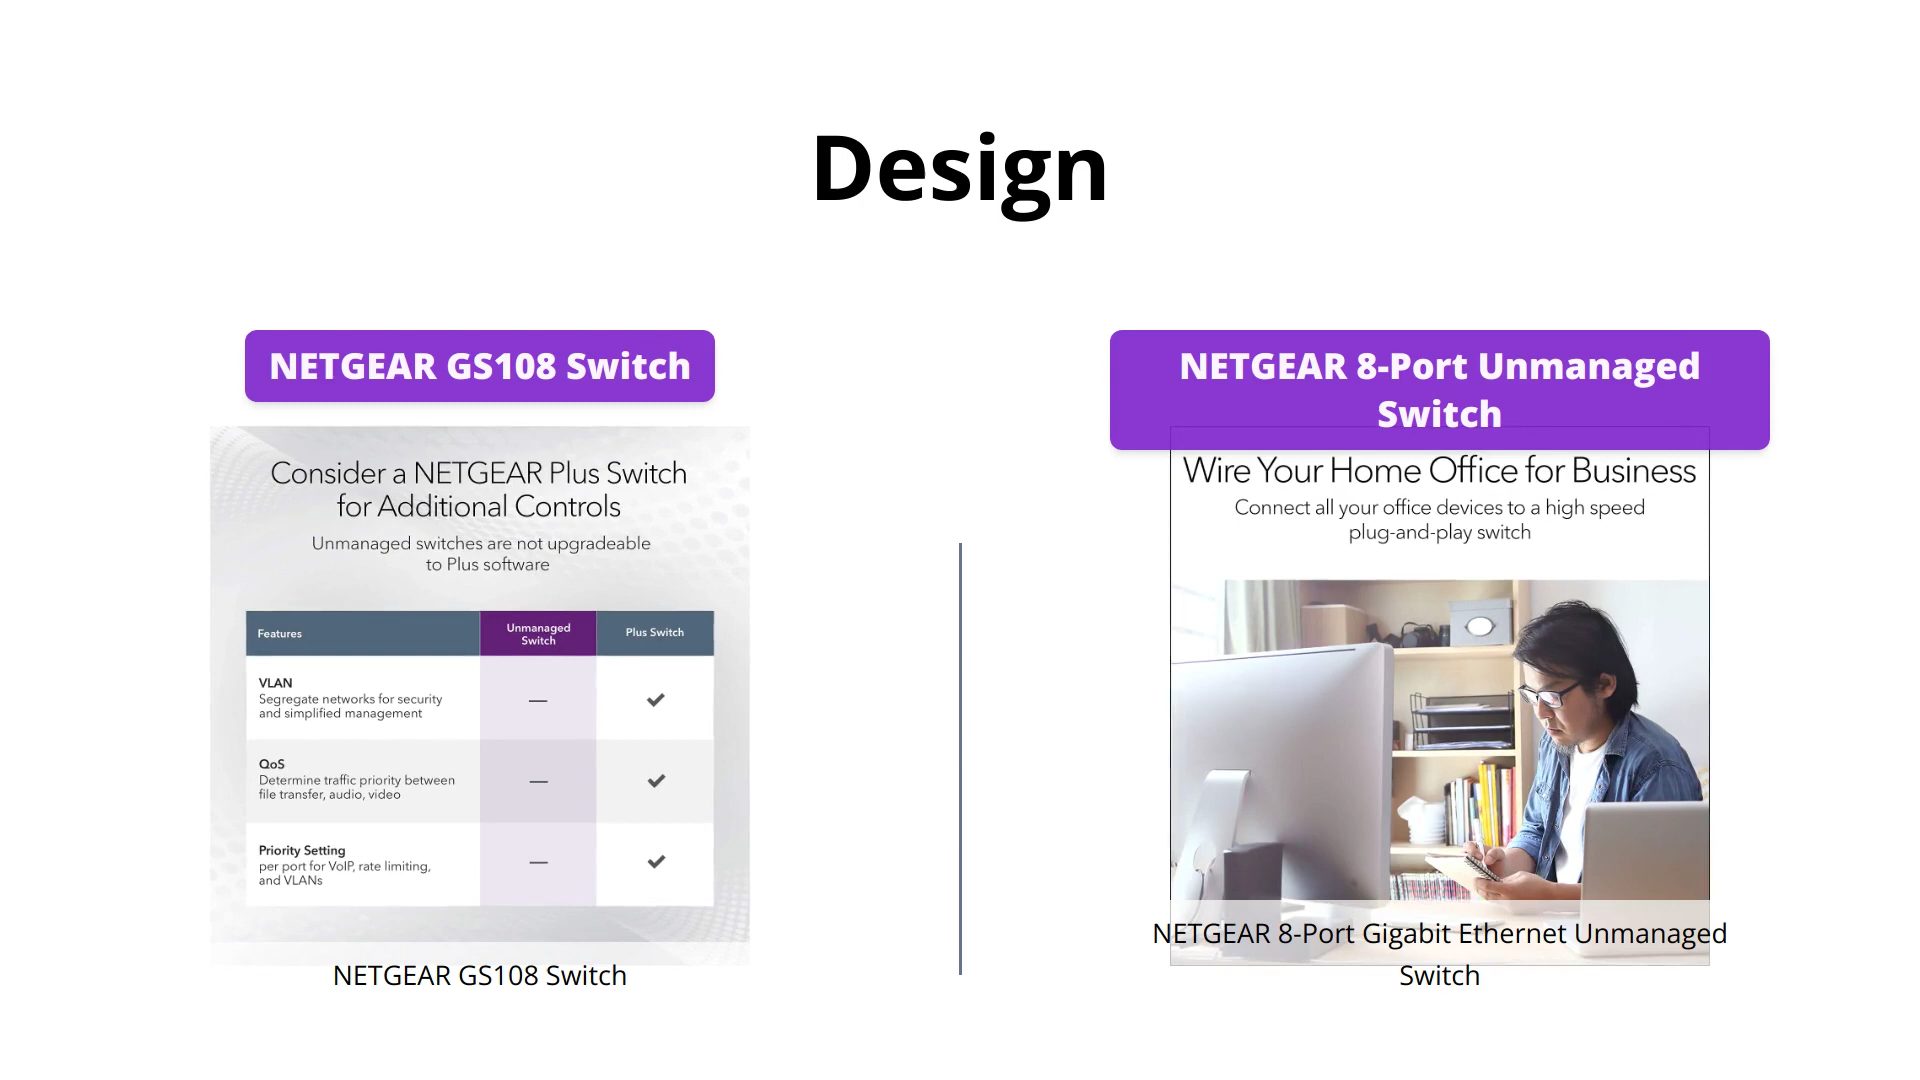 Design
NETGEAR GS108 Switch
Consider a NETGEAR Plus Switch
for Additional Controls
Unmanaged switches are not upgradeable
to Plus software
Features
Unmanaged
Switch
Plus Switch
VLAN
Segregate networks for security
and simplified management
QoS
Determine traffic priority between
file transfer, audio, video
Priority Setting
per port for VoIP, rate limiting,
and VLANs
NETGEAR GS108 Switch
NETGEAR 8-Port Unmanaged
Switch
Wire Your Home Office for Business
Connect all your office devices to a high speed
plug-and-play switch
NETGEAR 8-Port Gigabit Ethernet Unmanaged
Switch